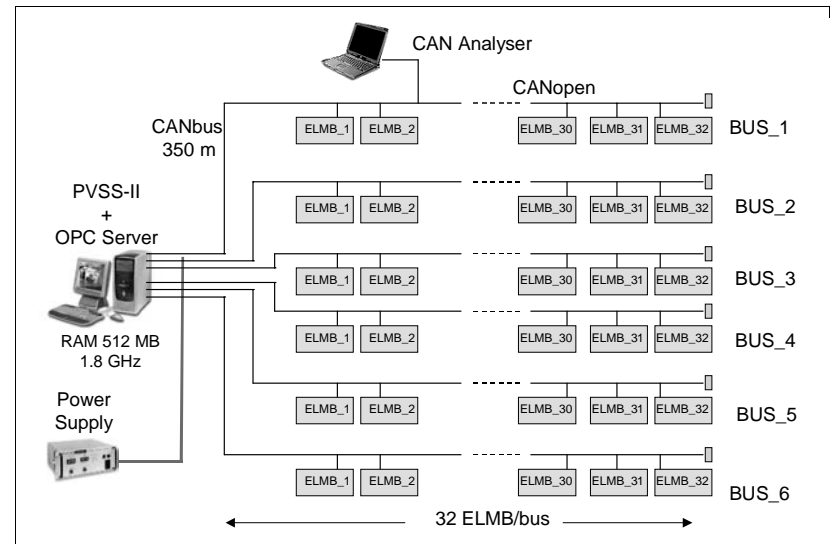 CAN Analyser
CANopen
CANbus
350 m
ELMB_1 ELMB_2 ELMB_30 ELMB_31 ELMB_32 BUS_1
PVSS-II
+
OPC Server
ELMB_1 ELMB_2 ELMB_30 ELMB_31 ELMB_32 BUS_2
ELMB_1 ELMB_2 ELMB_30 ELMB_31 ELMB_32 BUS_3
RAM 512 MB
1.8 GHz
ELMB_1 ELMB_2 ELMB_30 ELMB_31 ELMB_32 BUS_4
Power
Supply
ELMB_1 ELMB_2 ELMB_30 ELMB_31 ELMB_32 BUS_5
ELMB_1 ELMB_2 ELMB_30 ELMB_31 ELMB_32 BUS_6
32 ELMB/bus